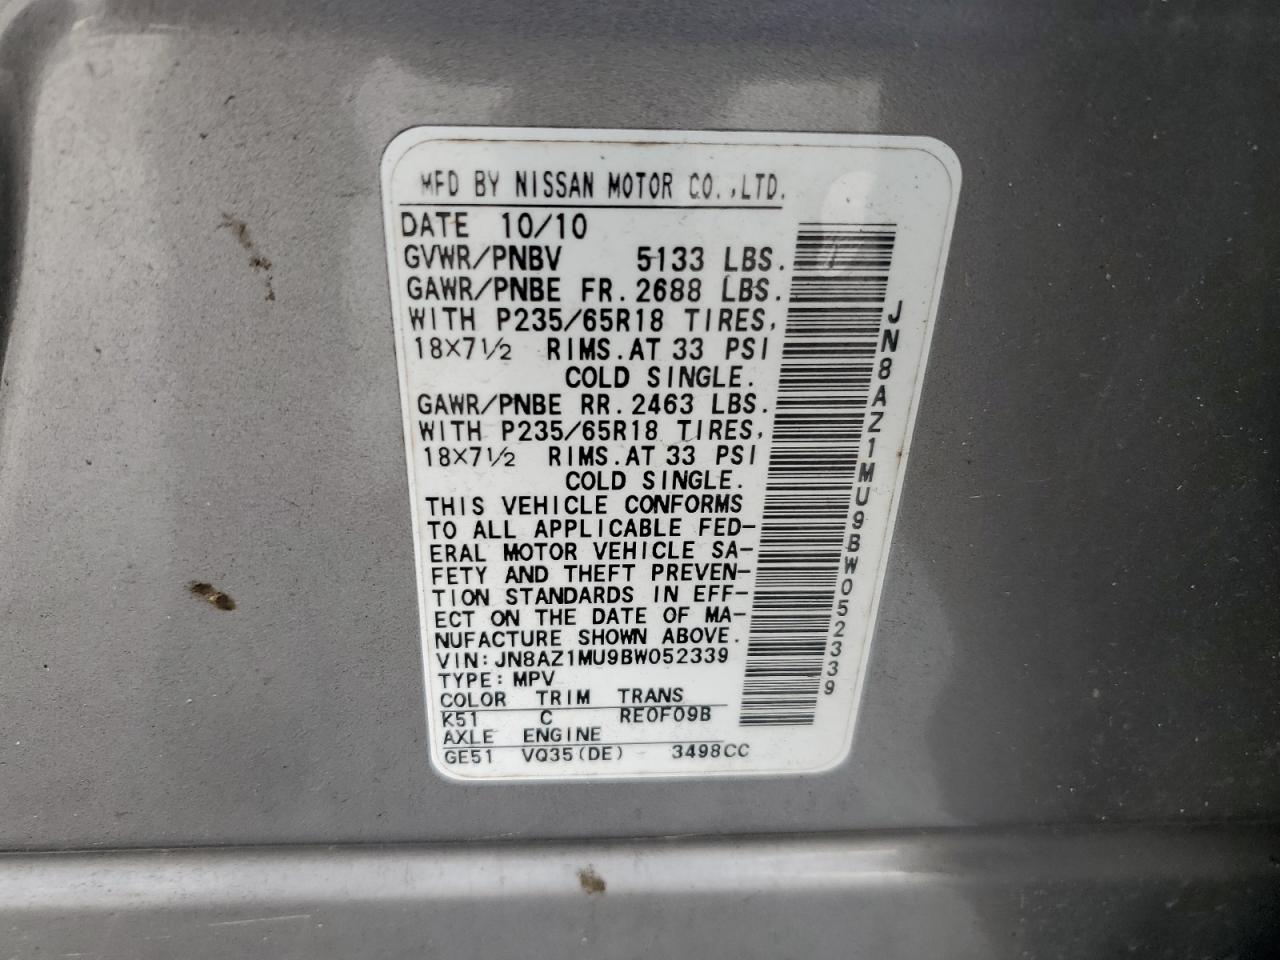 MFD BY NISSAN MOTOR CO.,LTD.
DATE 10/10
GVWR/PNBV 5133 LBS.
GAWR/PNBE FR. 2688 LBS.
WITH P235/65R18 TIRES,
18×7½ RIMS. AT 33 PSI
COLD SINGLE.
GAWR/PNBE RR. 2463 LBS.
WITH P235/65R18 TIRES,
18×7½ RIMS. AT 33 PSI
COLD SINGLE.
THIS VEHICLE CONFORMS
TO ALL APPLICABLE FED-
ERAL MOTOR VEHICLE SA-
FETY AND THEFT PREVEN-
TION STANDARDS IN EFF-
ECT ON THE DATE OF MA-
NUFACTURE SHOWN ABOVE.
VIN: JN8AZ1MU9BW052339
TYPE: MPV
COLOR TRIM TRANS
K51 C RE0F09B
AXLE ENGINE
GE51 VQ35(DE) 3498CC
JN8AZ1MU9BW052339